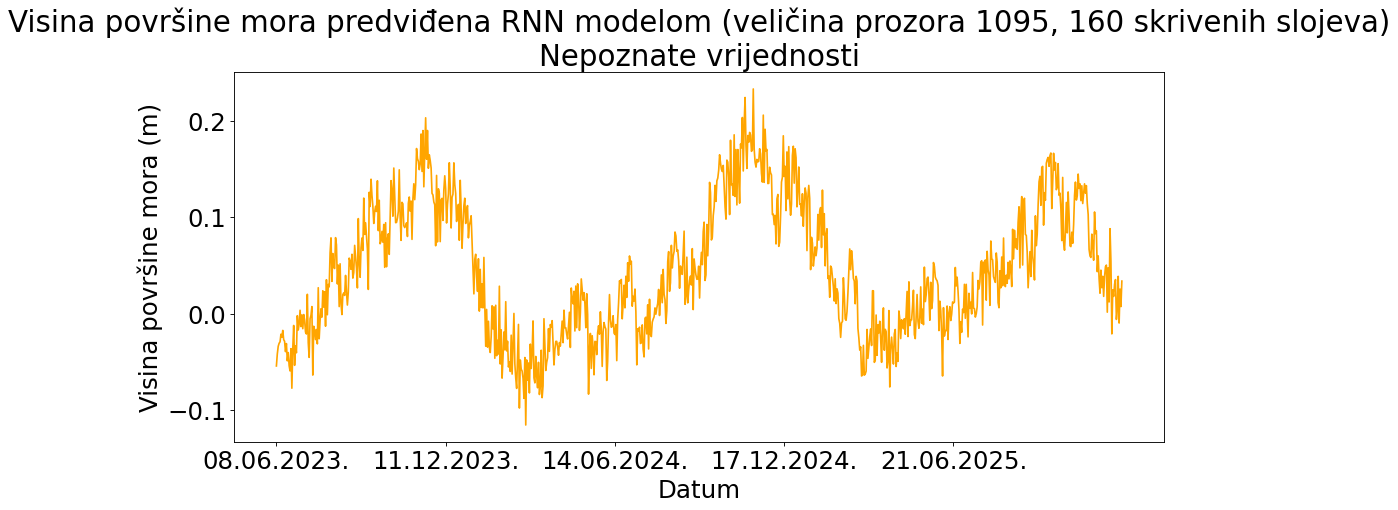 Visina površine mora predviđena RNN modelom (veličina prozora 1095, 160 skrivenih slojeva)
Nepoznate vrijednosti
Visina površine mora (m)
0.2
0.1
0.0
−0.1
08.06.2023. 11.12.2023. 14.06.2024. 17.12.2024. 21.06.2025.
Datum